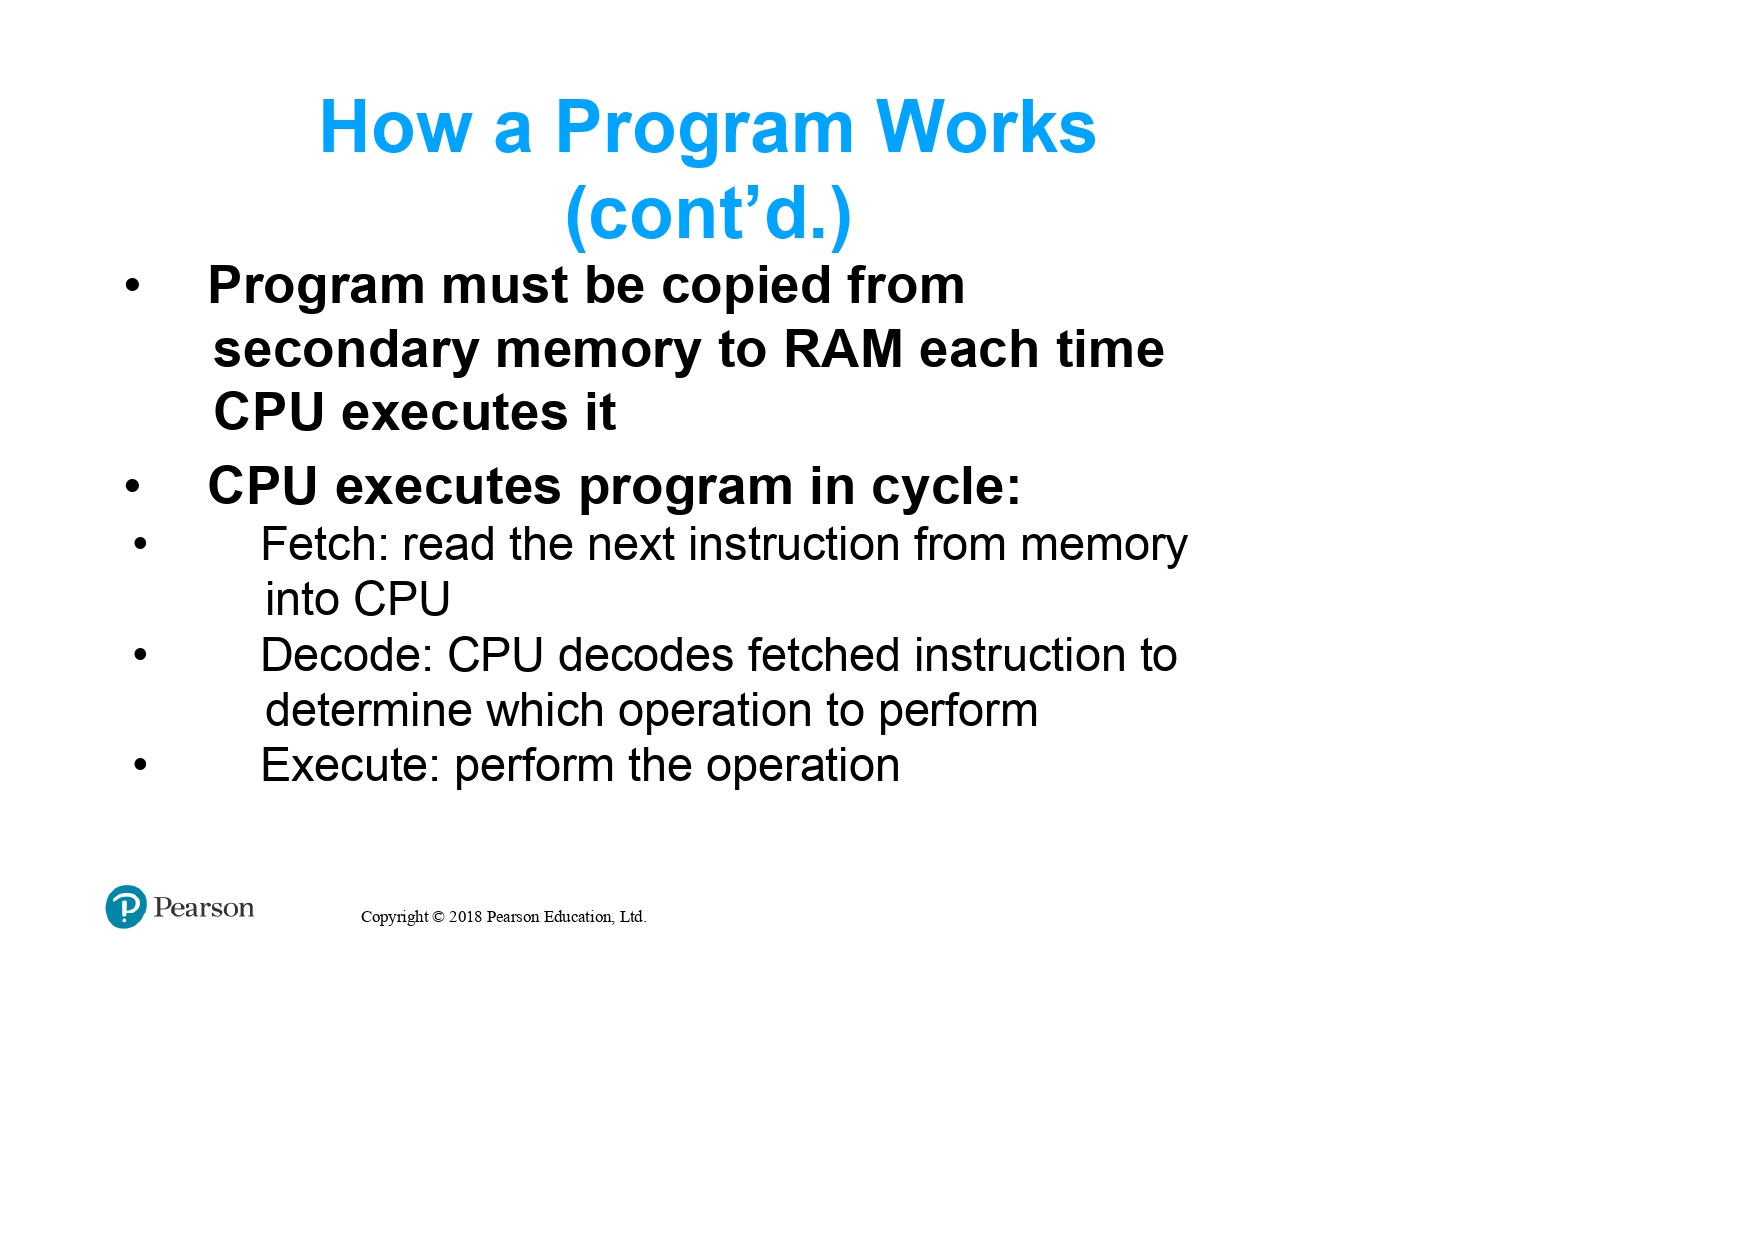 How a Program Works
(cont’d.)
• Program must be copied from
secondary memory to RAM each time
CPU executes it
• CPU executes program in cycle:
• Fetch: read the next instruction from memory
into CPU
• Decode: CPU decodes fetched instruction to
determine which operation to perform
• Execute: perform the operation
Pearson
Copyright © 2018 Pearson Education, Ltd.